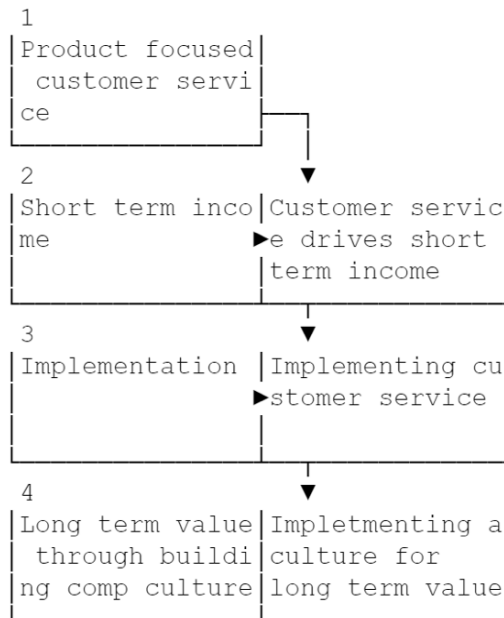 1
Product focused
customer servi
ce
2
Short term inco Customer servic
me e drives short
term income
3
Implementation Implementing cu
stomer service
4
Long term value Impletmenting a
through buildi culture for
ng comp culture long term value